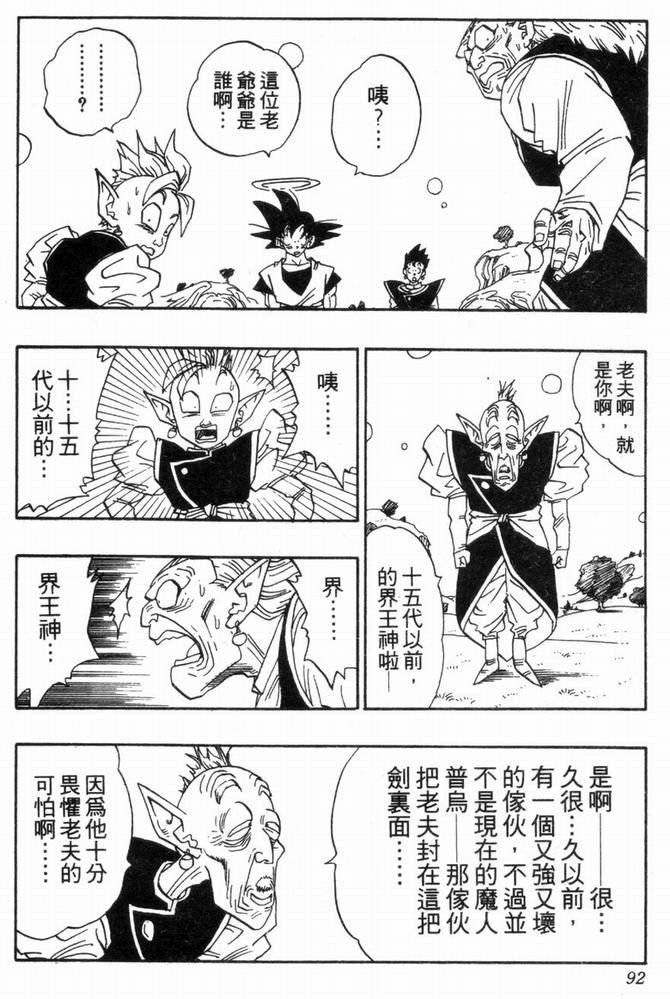 咦？…
這位老
爺爺是
誰啊…
………
………？
老夫啊，就
是你啊，
十五代以前，
的界王神啦—
咦……
十…十五
代以前的…
界……
界王神…
是啊——很…
久很…久以前，
有一個又強又壞
的傢伙，不過並
不是現在的魔人
普烏——那傢伙
把老夫封在這把
劍裏面……
因爲他十分
畏懼老夫的
可怕啊……
92